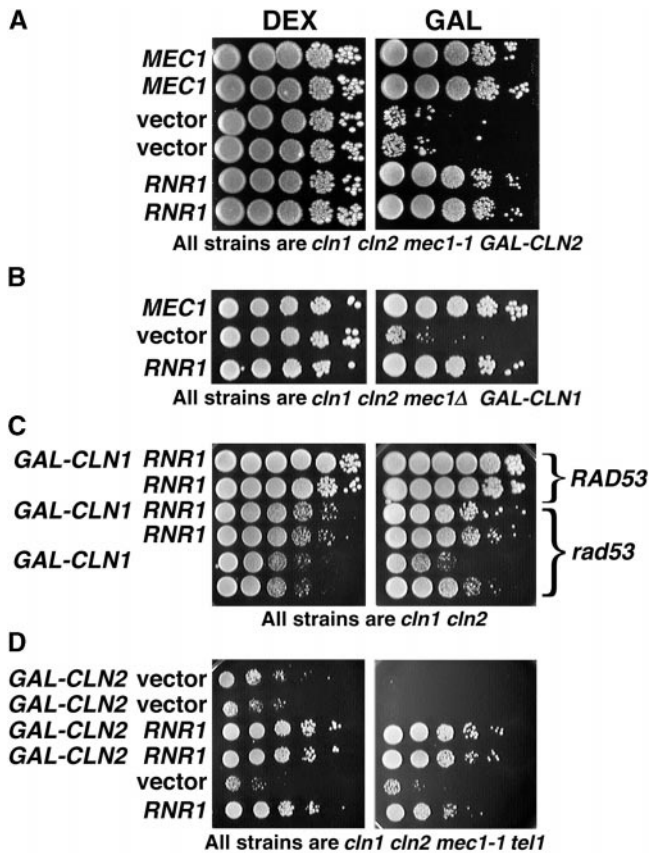 A
DEX GAL
MEC1
MEC1
vector
vector
RNR1
RNR1
All strains are cln1 cln2 mec1-1 GAL-CLN2
B
MEC1
vector
RNR1
All strains are cln1 cln2 mec1Δ GAL-CLN1
C
GAL-CLN1 RNR1
RNR1
RAD53
GAL-CLN1 RNR1
RNR1
GAL-CLN1
rad53
All strains are cln1 cln2
D
GAL-CLN2 vector
GAL-CLN2 vector
GAL-CLN2 RNR1
GAL-CLN2 RNR1
vector
RNR1
All strains are cln1 cln2 mec1-1 tel1